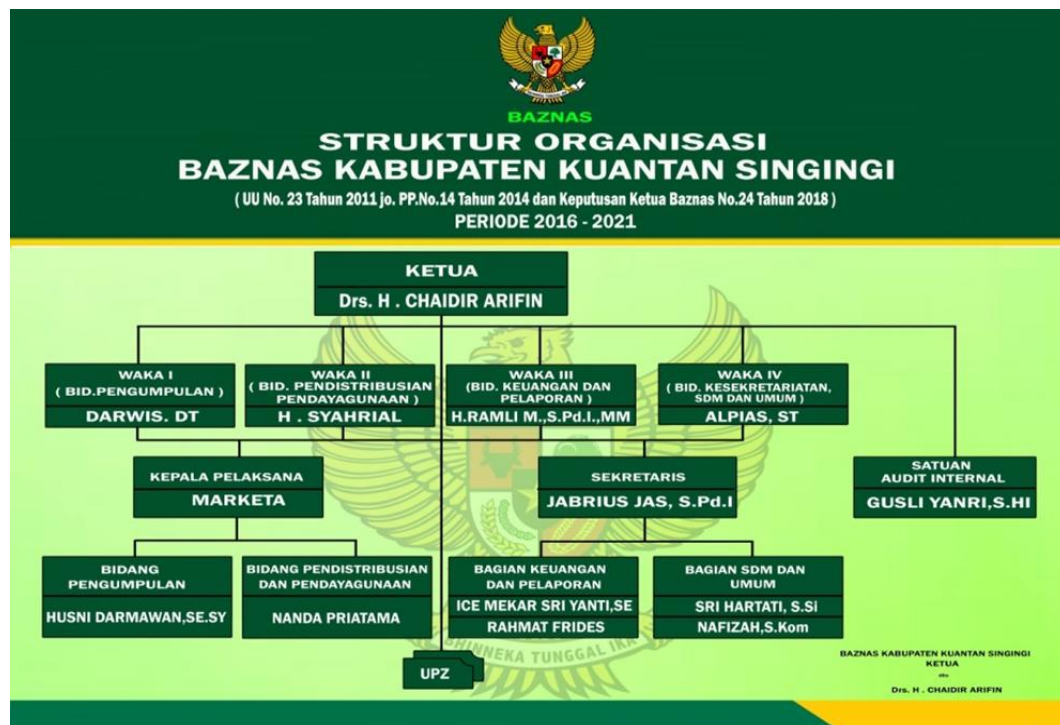 BAZNAS
STRUKTUR ORGANISASI
BAZNAS KABUPATEN KUANTAN SINGINGI
( UU No. 23 Tahun 2011 jo. PP.No.14 Tahun 2014 dan Keputusan Ketua Baznas No.24 Tahun 2018 )
PERIODE 2016 - 2021
KETUA
Drs. H . CHAIDIR ARIFIN
WAKA I
( BID.PENGUMPULAN )
DARWIS. DT
WAKA II
( BID. PENDISTRIBUSIAN
PENDAYAGUNAAN )
H . SYAHRIAL
WAKA III
(BID. KEUANGAN DAN
PELAPORAN )
H.RAMLI M.,S.Pd.I.,MM
WAKA IV
( BID. KESEKRETARIATAN,
SDM DAN UMUM )
ALPIAS, ST
KEPALA PELAKSANA
MARKETA
SEKRETARIS
JABRIUS JAS, S.Pd.I
SATUAN
AUDIT INTERNAL
GUSLI YANRI,S.HI
BIDANG
PENGUMPULAN
HUSNI DARMAWAN,SE.SY
BIDANG PENDISTRIBUSIAN
DAN PENDAYAGUNAAN
NANDA PRIATAMA
BAGIAN KEUANGAN
DAN PELAPORAN
ICE MEKAR SRI YANTI,SE
RAHMAT FRIDES
BAGIAN SDM DAN
UMUM
SRI HARTATI, S.Si
NAFIZAH,S.Kom
BHINNEKA TUNGGAL IKA
UPZ
BAZNAS KABUPATEN KUANTAN SINGINGI
KETUA
Drs. H . CHAIDIR ARIFIN